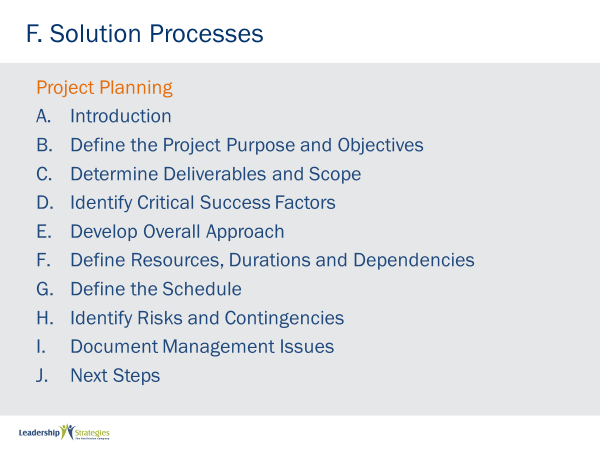 F. Solution Processes
Project Planning
A. Introduction
B. Define the Project Purpose and Objectives
C. Determine Deliverables and Scope
D. Identify Critical Success Factors
E. Develop Overall Approach
F. Define Resources, Durations and Dependencies
G. Define the Schedule
H. Identify Risks and Contingencies
I. Document Management Issues
J. Next Steps
Leadership Strategies
The Facilitation Company